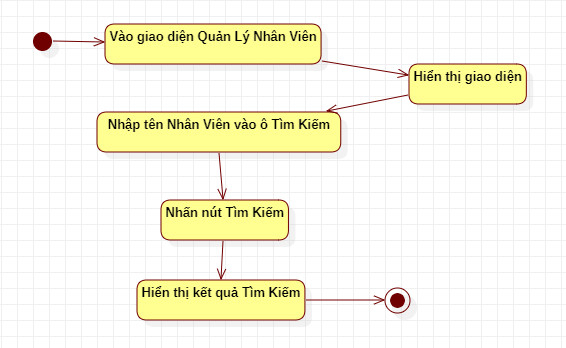 Vào giao diện Quản Lý Nhân Viên
Hiển thị giao diện
Nhập tên Nhân Viên vào ô Tìm Kiếm
Nhấn nút Tìm Kiếm
Hiển thị kết quả Tìm Kiếm